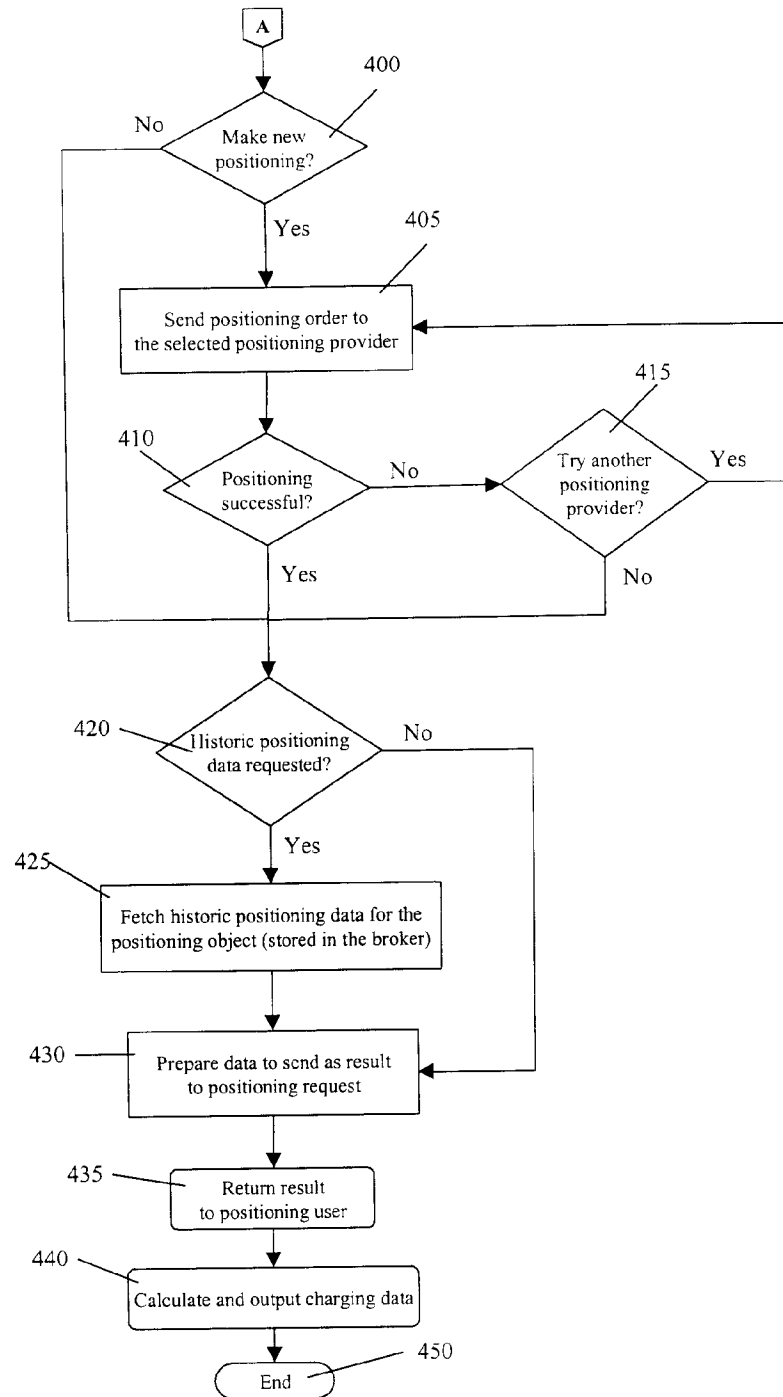 A
400
No
Make new
positioning?
Yes
405
Send positioning order to
the selected positioning provider
415
410
Positioning
successful?
No
Try another
positioning
provider?
Yes
Yes
No
420
Historic positioning
data requested?
No
Yes
425
Fetch historic positioning data for the
positioning object (stored in the broker)
430
Prepare data to send as result
to positioning request
435
Return result
to positioning user
440
Calculate and output charging data
450
End